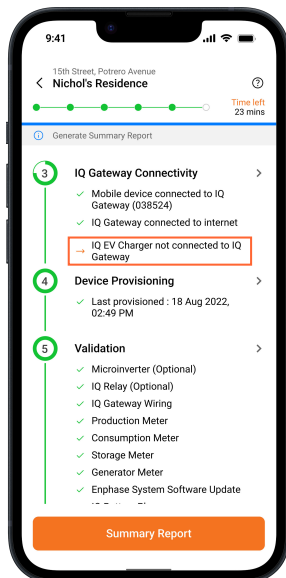 9:41
15th Street, Potrero Avenue
Nichol's Residence
Time left
23 mins
Generate Summary Report
3
IQ Gateway Connectivity
Mobile device connected to IQ
Gateway (038524)
IQ Gateway connected to internet
IQ EV Charger not connected to IQ
Gateway
4
Device Provisioning
Last provisioned : 18 Aug 2022,
02:49 PM
5
Validation
Microinverter (Optional)
IQ Relay (Optional)
IQ Gateway Wiring
Production Meter
Consumption Meter
Storage Meter
Generator Meter
Enphase System Software Update
Summary Report